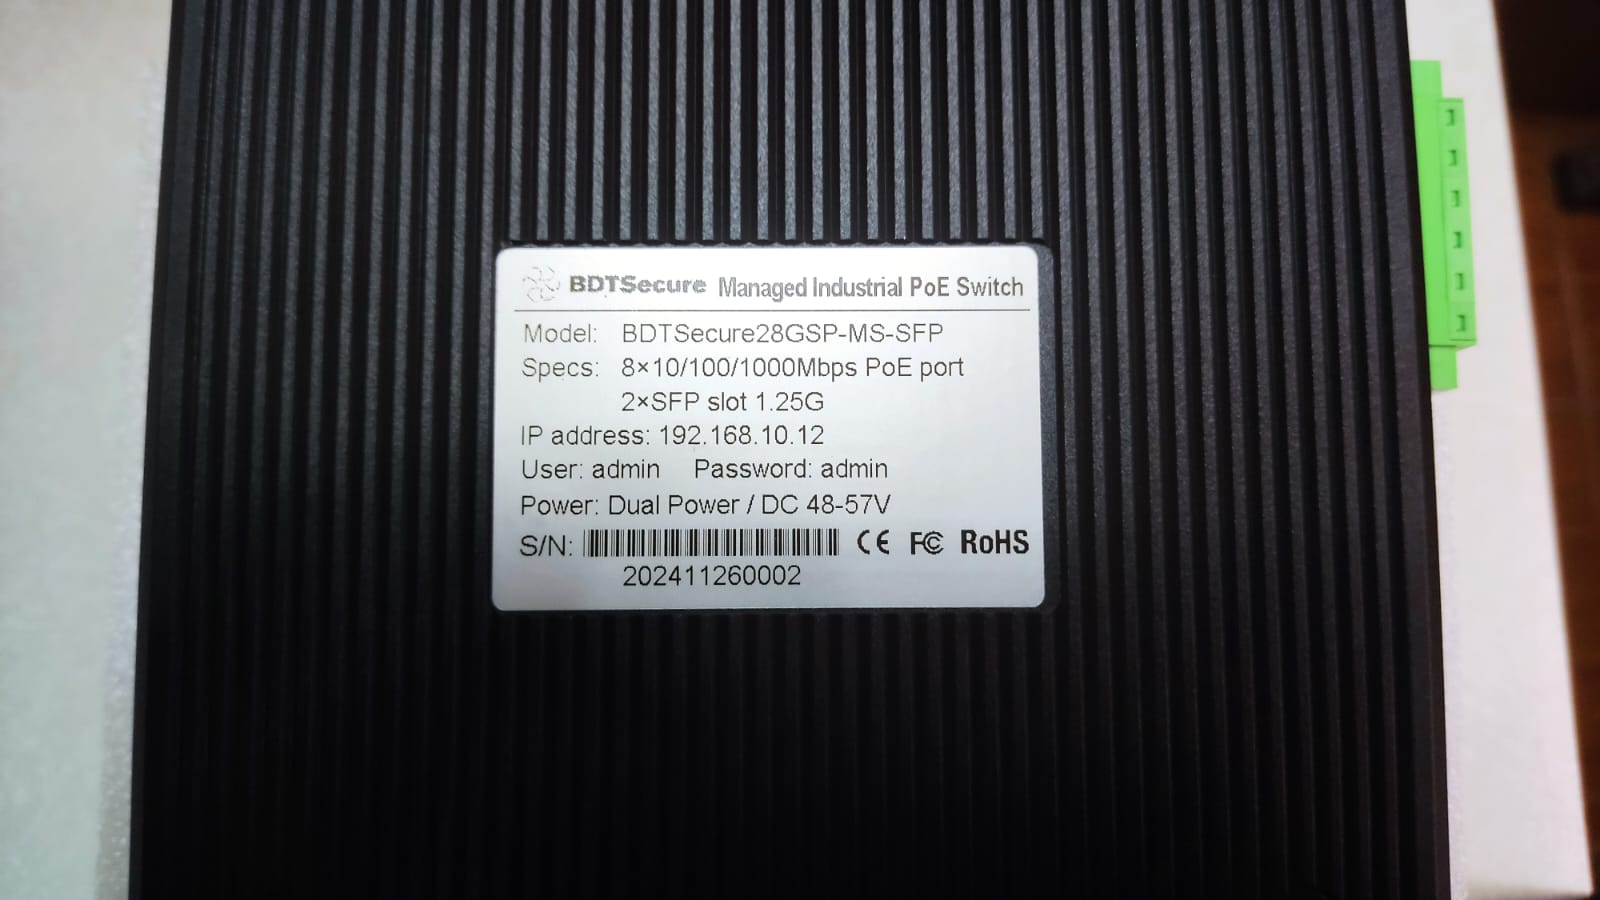 BDTSecure Managed Industrial PoE Switch
Model: BDTSecure28GSP-MS-SFP
Specs: 8×10/100/1000Mbps PoE port
2×SFP slot 1.25G
IP address: 192.168.10.12
User: admin Password: admin
Power: Dual Power / DC 48-57V
S/N: CE FC RoHS
202411260002